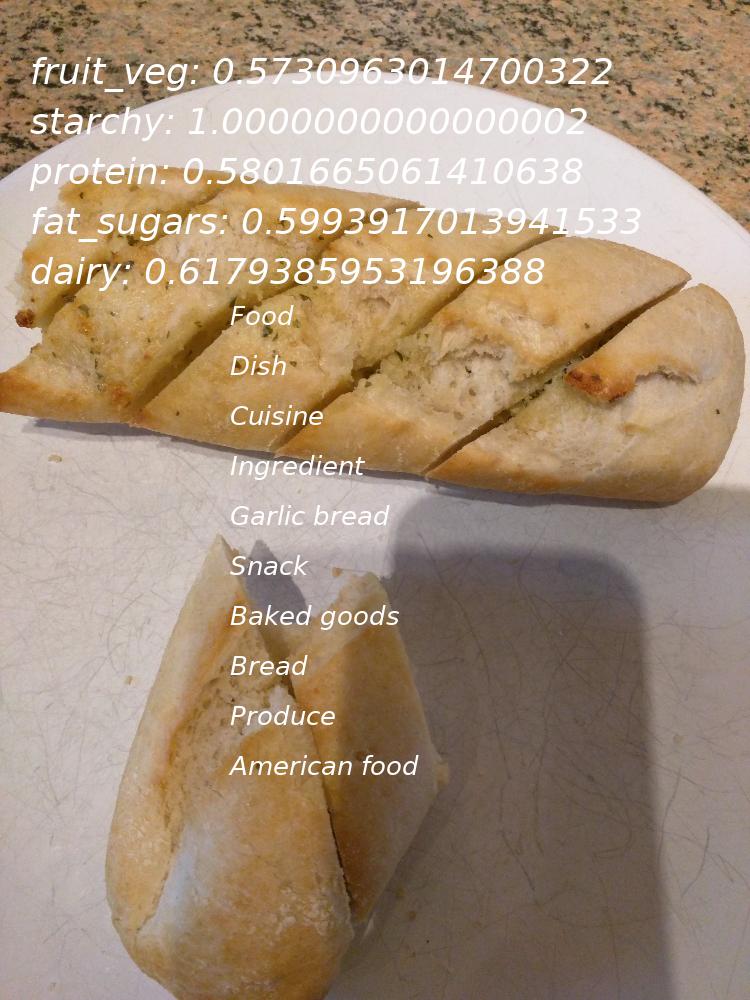 fruit_veg: 0.5730963014700322
starchy: 1.0000000000000002
protein: 0.5801665061410638
fat_sugars: 0.5993917013941533
dairy: 0.6179385953196388
Food
Dish
Cuisine
Ingredient
Garlic bread
Snack
Baked goods
Bread
Produce
American food